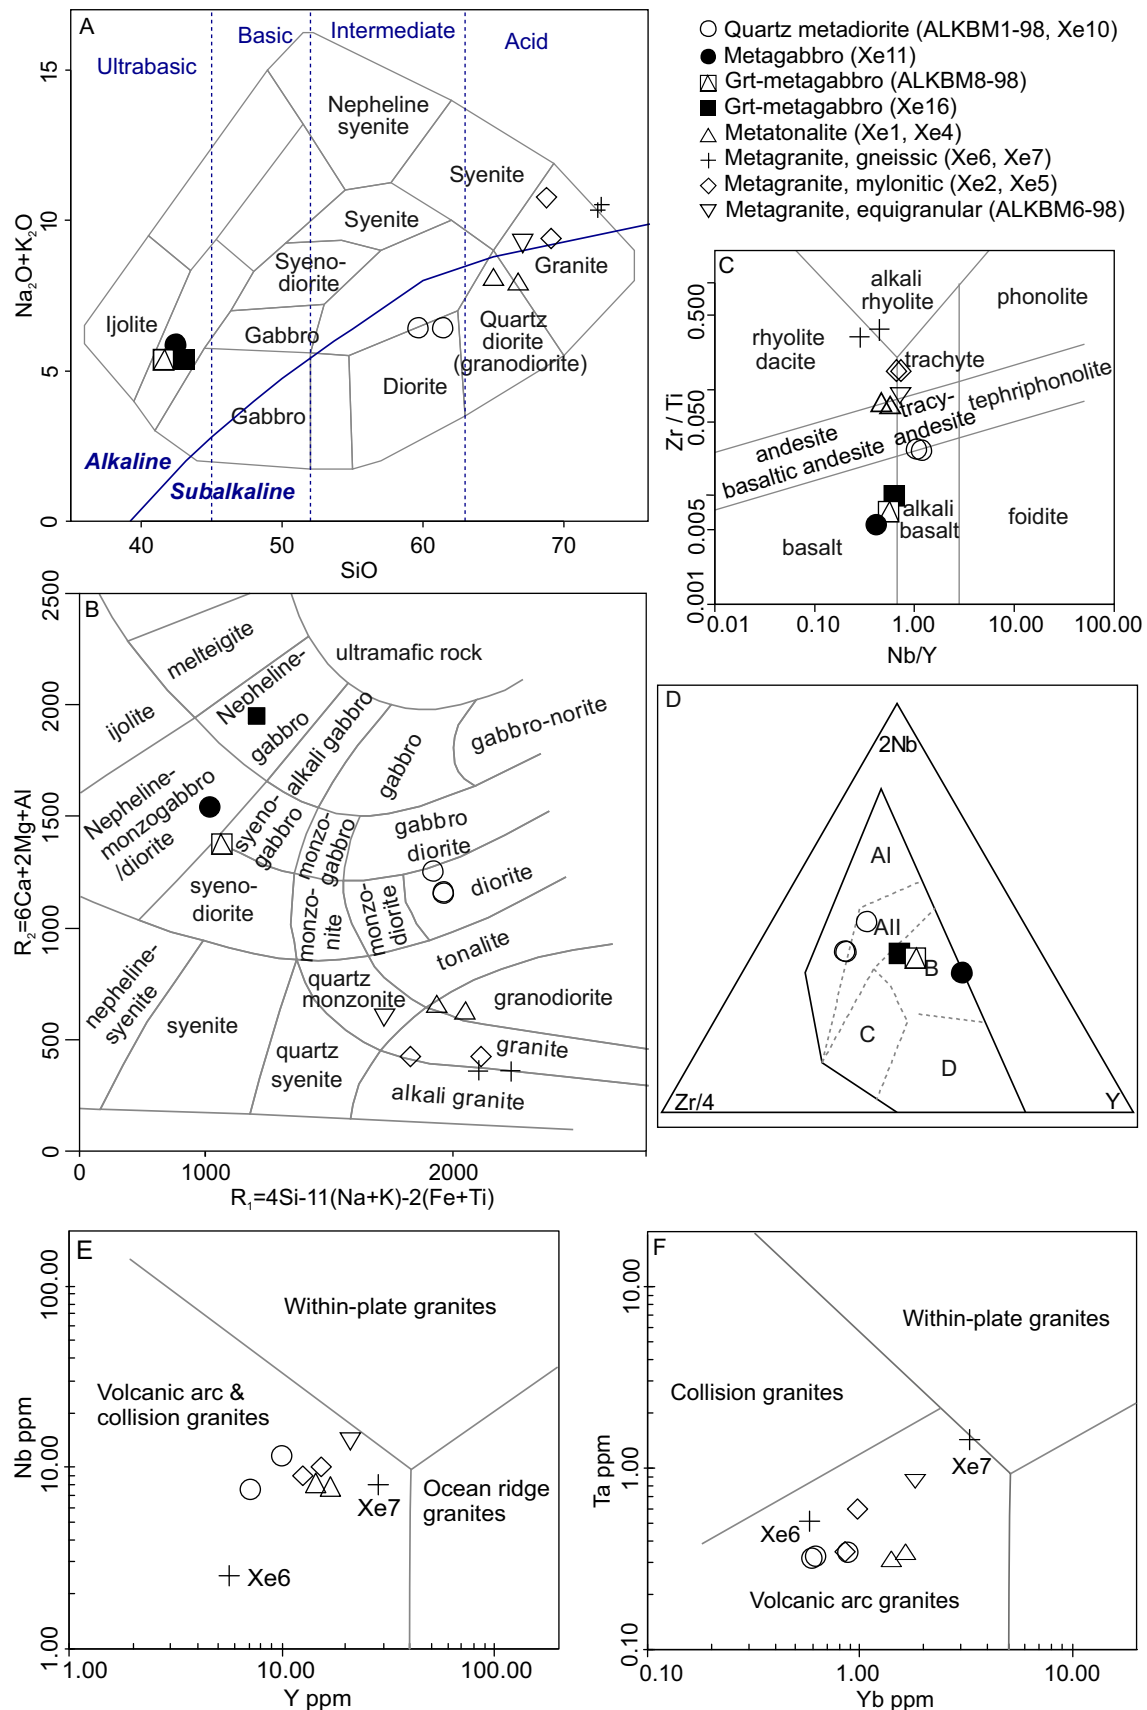 A
Ultrabasic
Basic
Intermediate
Acid
Nepheline
syenite
Syenite
Syenite
Syeno-
diorite
Ijolite
Gabbro
Granite
Quartz
diorite
(granodiorite)
Diorite
Gabbro
Alkaline
Subalkaline
Na2O+K2O
0
5
10
15
40
50
60
70
SiO
Quartz metadiorite (ALKBM1-98, Xe10)
Metagabbro (Xe11)
Grt-metagabbro (ALKBM8-98)
Grt-metagabbro (Xe16)
Metatonalite (Xe1, Xe4)
Metagranite, gneissic (Xe6, Xe7)
Metagranite, mylonitic (Xe2, Xe5)
Metagranite, equigranular (ALKBM6-98)
C
alkali
rhyolite
phonolite
rhyolite
dacite
trachyte
tephriphonolite
tracy-
andesite
andesite
basaltic andesite
alkali
basalt
basalt
foidite
Zr / Ti
0.001
0.005
0.050
0.500
0.01
0.10
1.00
10.00
100.00
Nb/Y
B
melteigite
ultramafic rock
ijolite
Nepheline-
gabbro
alkali gabbro
gabbro
gabbro-norite
Nepheline-
monzogabbro
/diorite
syeno-
gabbro
monzo-
gabbro
gabbro
diorite
syeno-
diorite
monzo-
nite
monzo-
diorite
diorite
tonalite
nepheline-
syenite
syenite
quartz
monzonite
granodiorite
quartz
syenite
granite
alkali granite
R2=6Ca+2Mg+Al
0
500
1000
1500
2000
2500
0
1000
2000
R1=4Si-11(Na+K)-2(Fe+Ti)
D
2Nb
AI
AII
B
C
D
Zr/4
Y
E
Within-plate granites
Volcanic arc &
collision granites
Ocean ridge
granites
Xe7
Xe6
Nb ppm
1.00
10.00
100.00
1.00
10.00
100.00
Y ppm
F
Within-plate granites
Collision granites
Xe7
Xe6
Volcanic arc granites
Ta ppm
0.10
1.00
10.00
0.10
1.00
10.00
Yb ppm